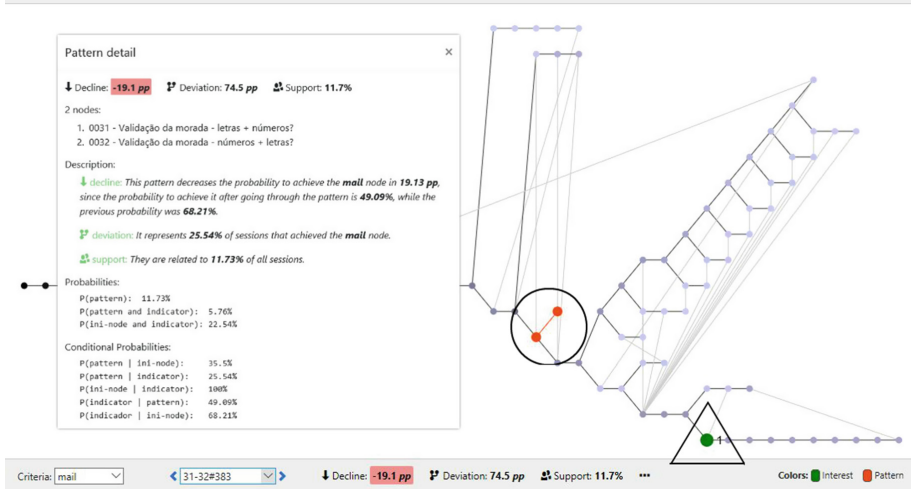 Pattern detail ×
Decline: -19.1 pp Deviation: 74.5 pp Support: 11.7%
2 nodes:
1. 0031 - Validação da morada - letras + números?
2. 0032 - Validação da morada - números + letras?
Description:
decline: This pattern decreases the probability to achieve the mail node in 19.13 pp,
since the probability to achieve it after going through the pattern is 49.09%, while the
previous probability was 68.21%.
deviation: It represents 25.54% of sessions that achieved the mail node.
support: They are related to 11.73% of all sessions.
Probabilities:
P(pattern): 11.73%
P(pattern and indicator): 5.76%
P(ini-node and indicator): 22.54%
Conditional Probabilities:
P(pattern | ini-node): 35.5%
P(pattern | indicator): 25.54%
P(ini-node | indicator): 100%
P(indicator | pattern): 49.09%
P(indicador | ini-node): 68.21%
1
Criteria: mail 31-32#383 Decline: -19.1 pp Deviation: 74.5 pp Support: 11.7% ••• Colors: Interest Pattern